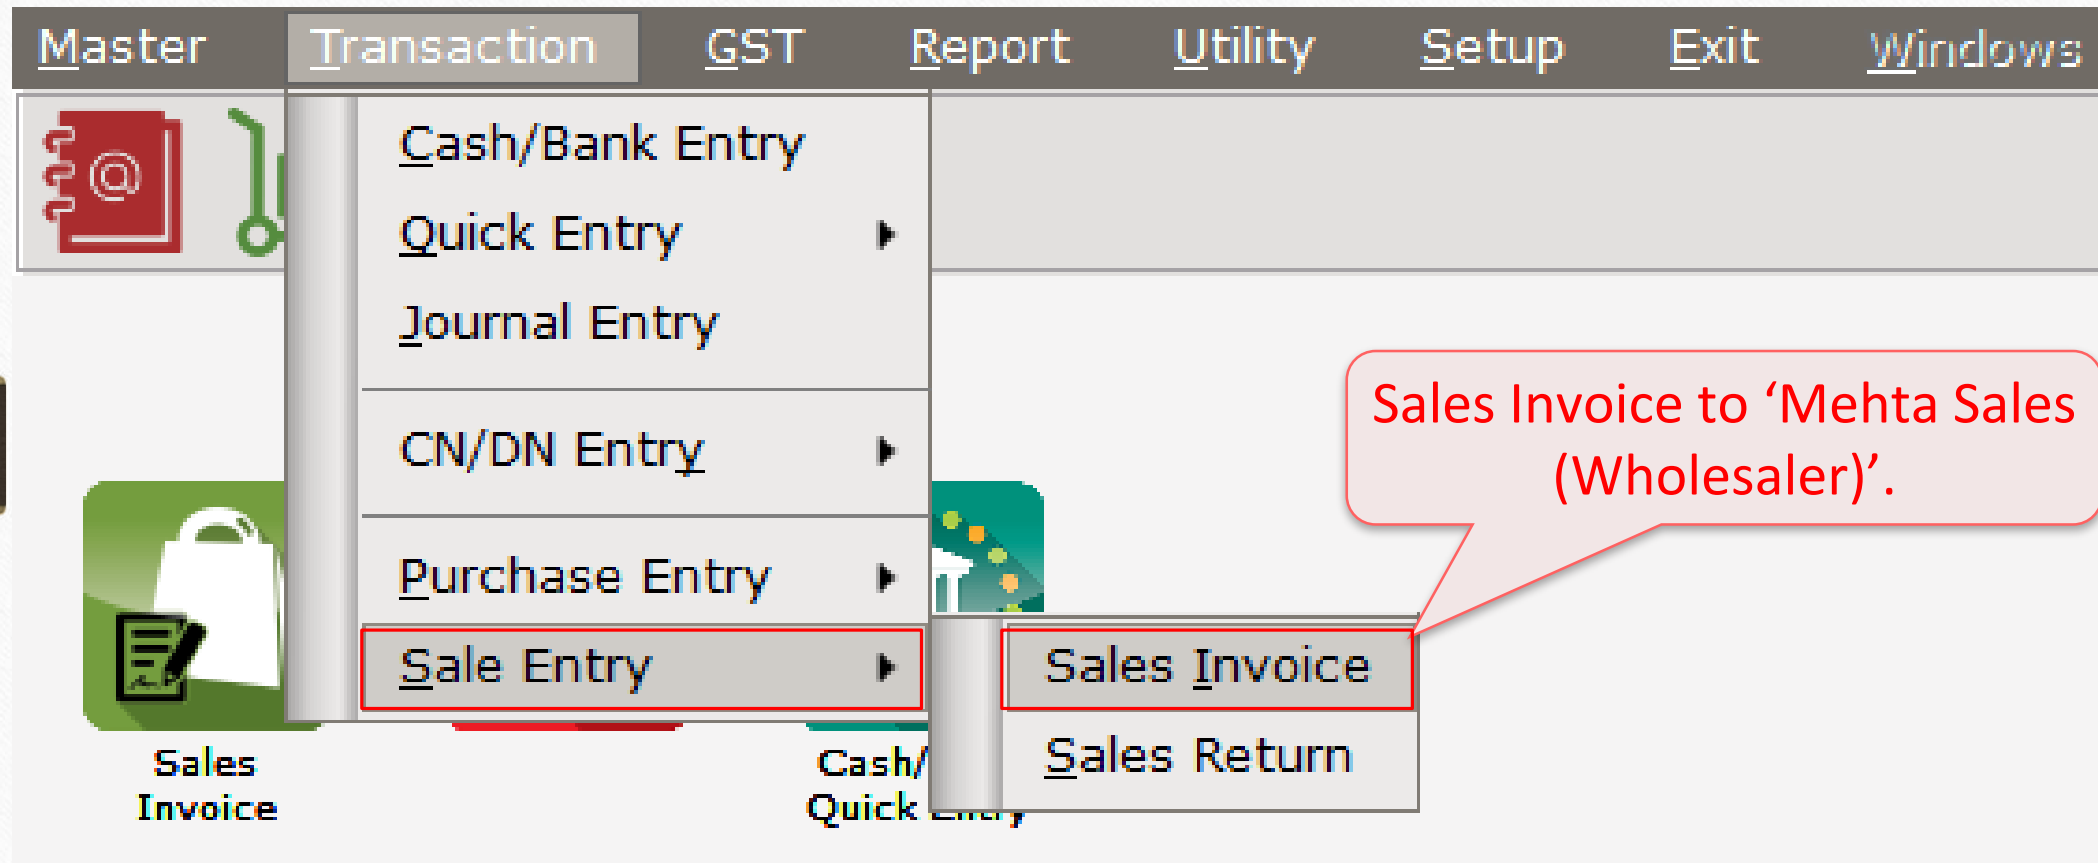 Master Transaction GST Report Utility Setup Exit Windows
@
Cash/Bank Entry
Quick Entry
Journal Entry
CN/DN Entry
Purchase Entry
Sale Entry
Sales Invoice
Sales Return
Sales Invoice to ‘Mehta Sales
(Wholesaler)’.
Sales
Invoice
Cash/
Quick Entry